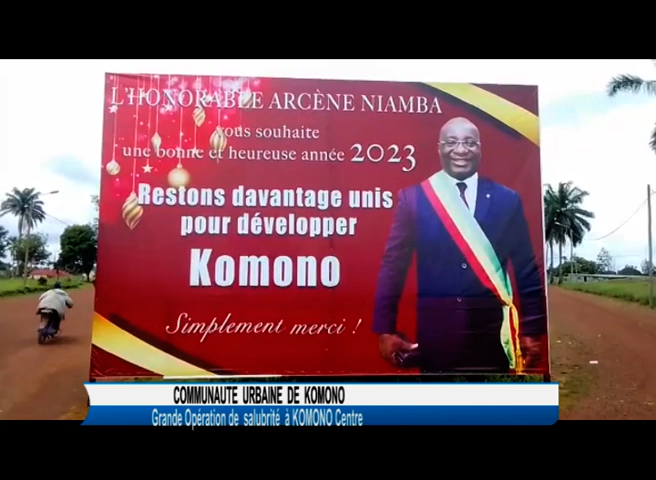 L'HONORABLE ARCÈNE NIAMBA
vous souhaite
une bonne et heureuse année 2023
Restons davantage unis
pour développer
Komono
Simplement merci !
COMMUNAUTE URBAINE DE KOMONO
Grande Opération de salubrité à KOMONO Centre